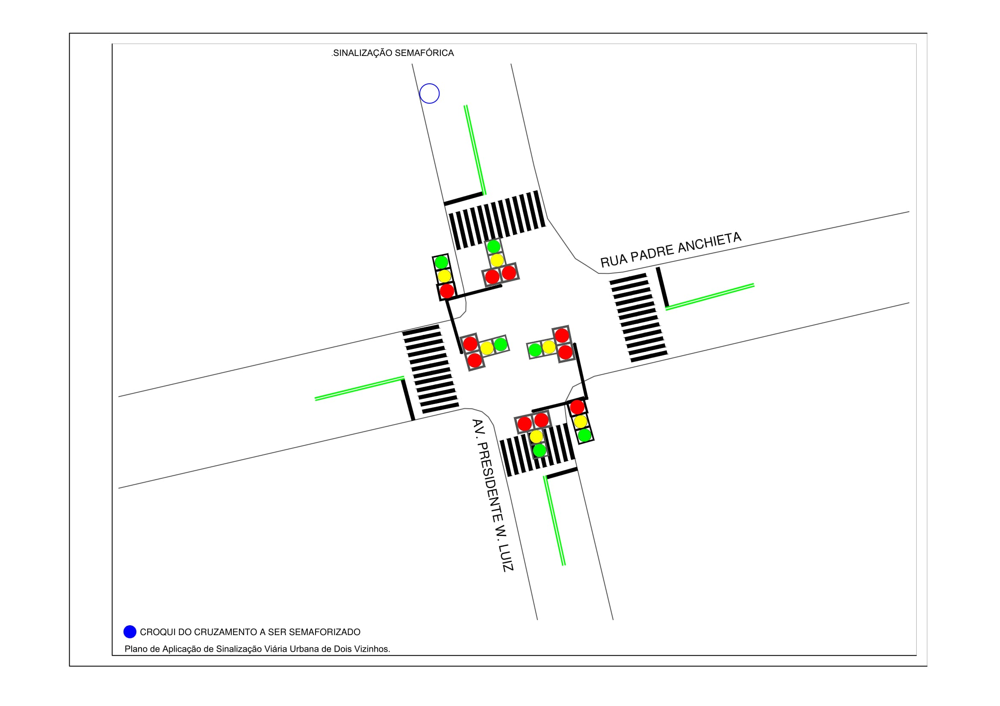 .SINALIZAÇÃO SEMAFÓRICA
RUA PADRE ANCHIETA
AV. PRESIDENTE W. LUIZ
CROQUI DO CRUZAMENTO A SER SEMAFORIZADO
Plano de Aplicação de Sinalização Viária Urbana de Dois Vizinhos.